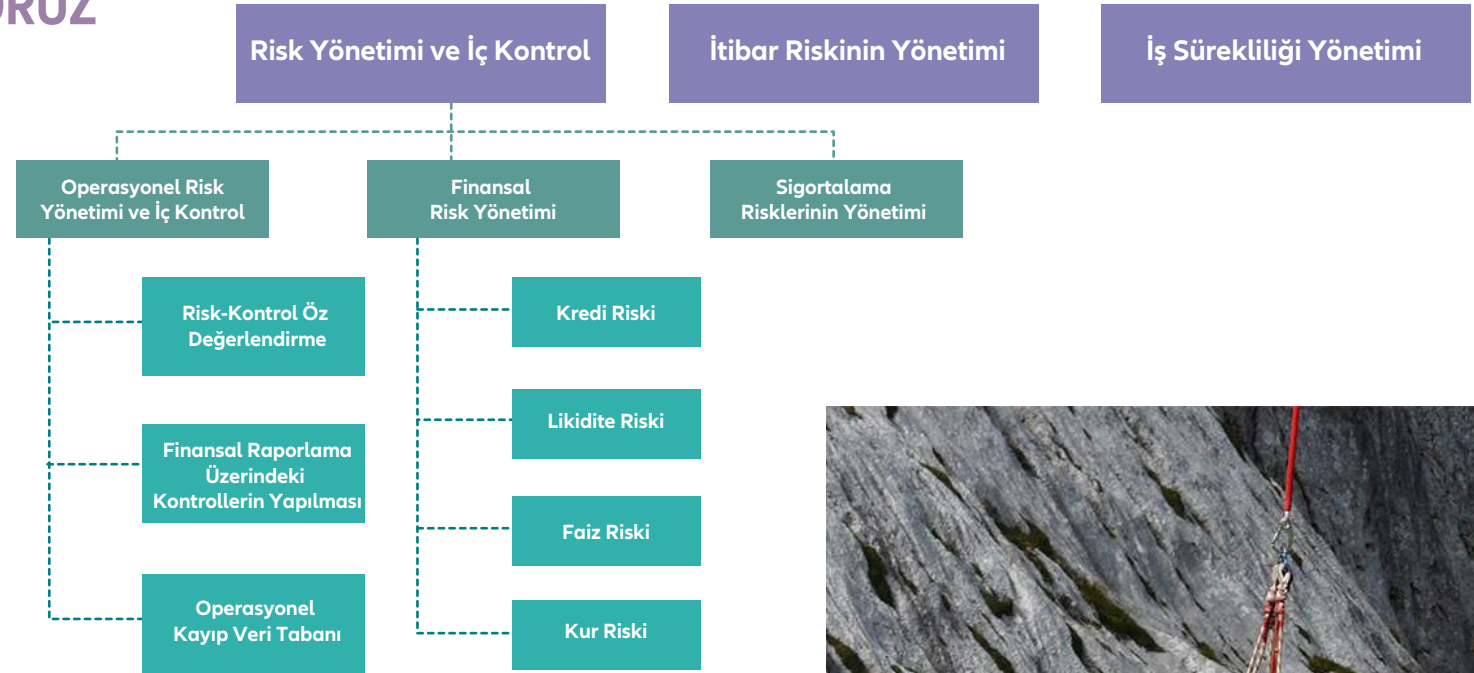 ORUZ
Risk Yönetimi ve İç Kontrol
İtibar Riskinin Yönetimi
İş Sürekliliği Yönetimi
Operasyonel Risk
Yönetimi ve İç Kontrol
Finansal
Risk Yönetimi
Sigortalama
Risklerinin Yönetimi
Risk-Kontrol Öz
Değerlendirme
Finansal Raporlama
Üzerindeki
Kontrollerin Yapılması
Operasyonel
Kayıp Veri Tabanı
Kredi Riski
Likidite Riski
Faiz Riski
Kur Riski